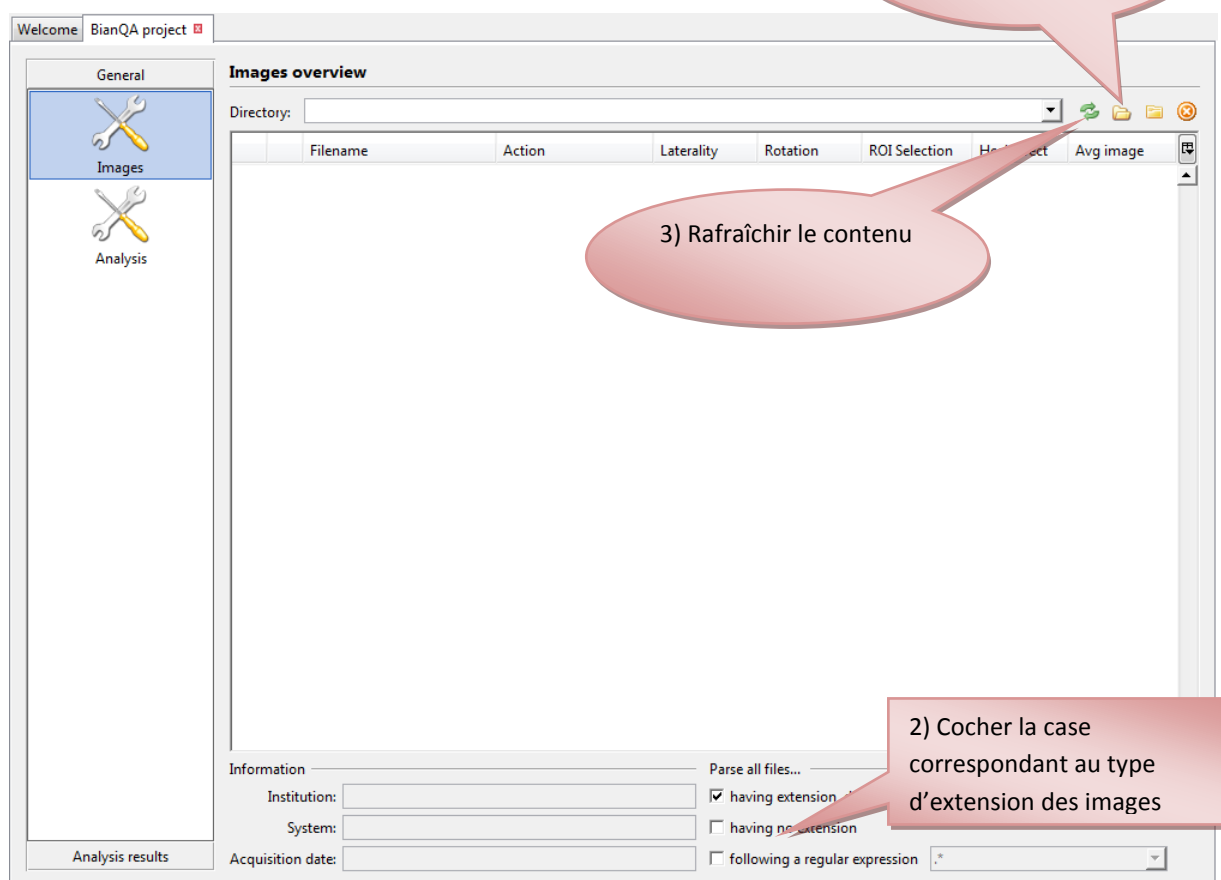 Welcome BianQA project
General
Images
Analysis
Analysis results
Images overview
Directory:
Filename Action Laterality Rotation ROI Selection Avg image
3) Rafraîchir le contenu
2) Cocher la case
correspondant au type
d’extension des images
Information
Institution:
System:
Acquisition date:
Parse all files...
having extension
having no extension
following a regular expression .*